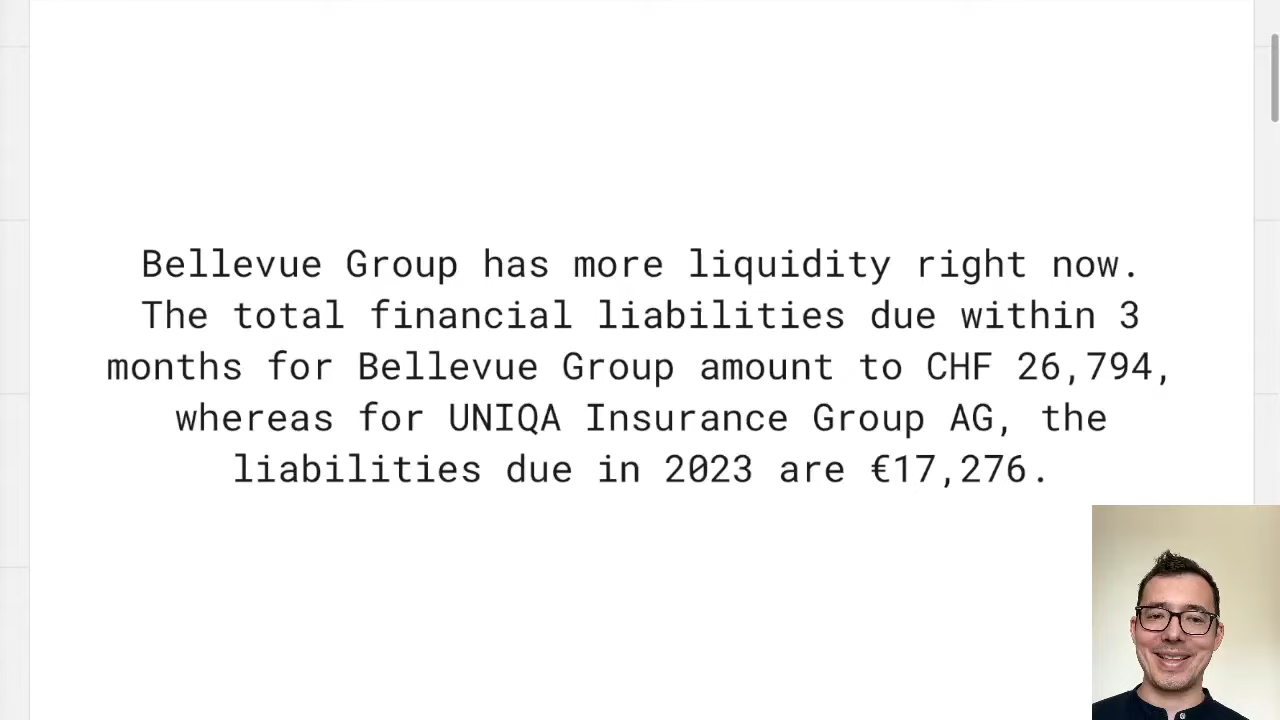 Bellevue Group has more liquidity right now.
The total financial liabilities due within 3
months for Bellevue Group amount to CHF 26,794,
whereas for UNIQA Insurance Group AG, the
liabilities due in 2023 are €17,276.